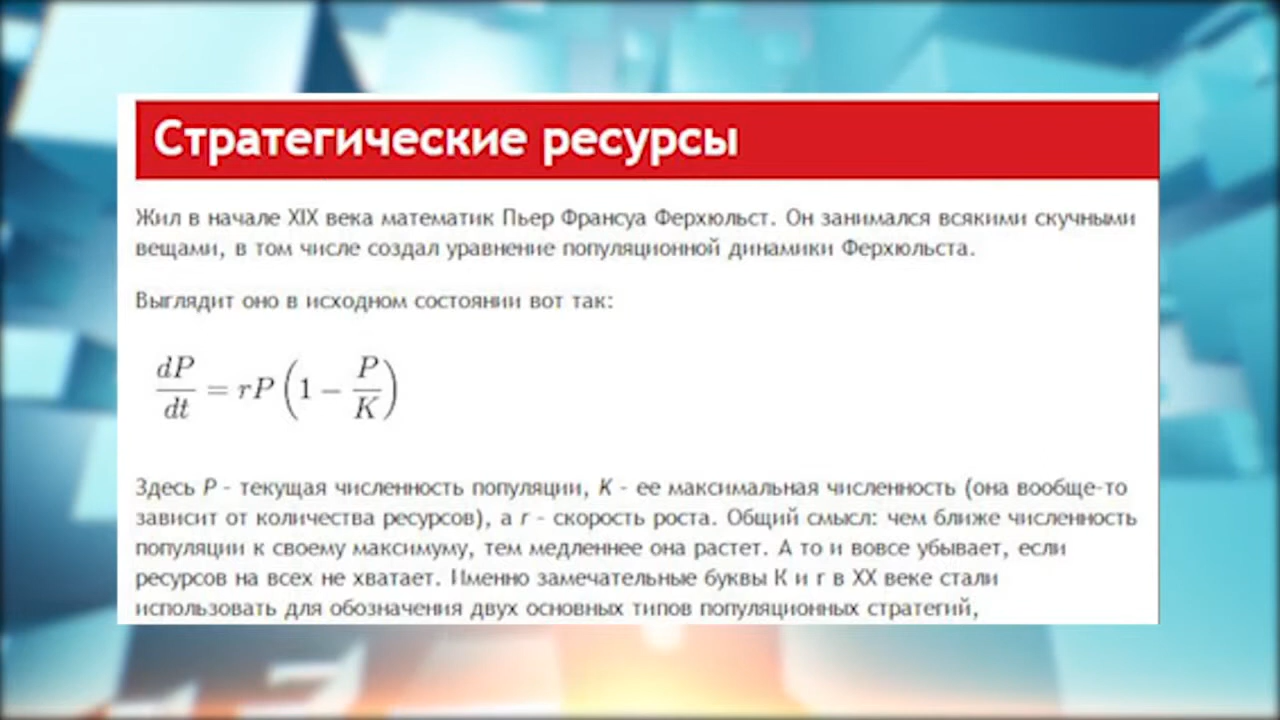 Стратегические ресурсы
Жил в начале XIX века математик Пьер Франсуа Ферхюльст. Он занимался всякими скучными
вещами, в том числе создал уравнение популяционной динамики Ферхюльста.
Выглядит оно в исходном состоянии вот так:
dP/dt = rP (1 − P/K)
Здесь P - текущая численность популяции, K - ее максимальная численность (она вообще-то
зависит от количества ресурсов), а r - скорость роста. Общий смысл: чем ближе численность
популяции к своему максимуму, тем медленнее она растет. А то и вовсе убывает, если
ресурсов на всех не хватает. Именно замечательные буквы K и r в XX веке стали
использовать для обозначения двух основных типов популяционных стратегий,